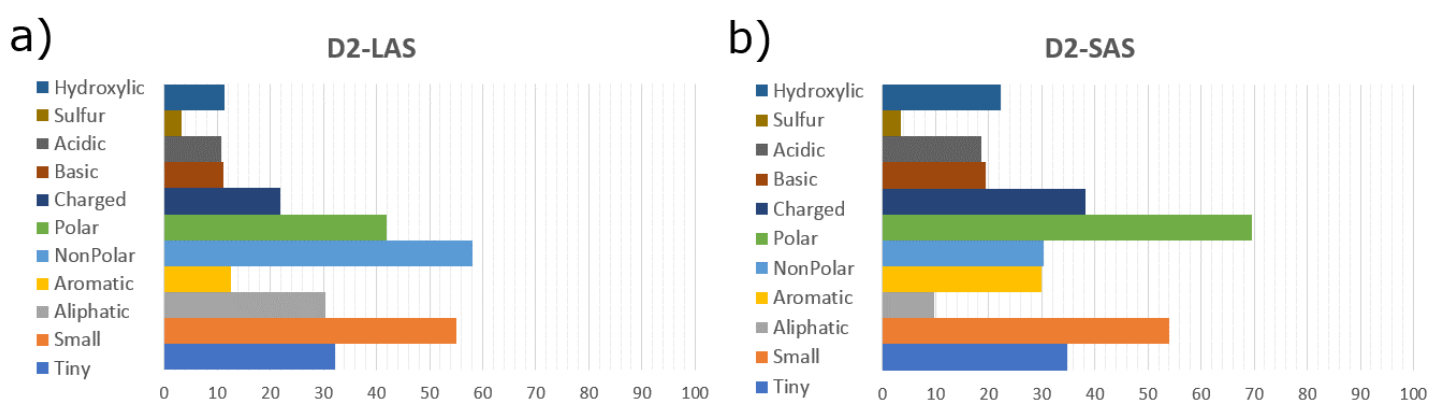 a)
D2-LAS
Hydroxylic
Sulfur
Acidic
Basic
Charged
Polar
NonPolar
Aromatic
Aliphatic
Small
Tiny
0 10 20 30 40 50 60 70 80 90 100
b)
D2-SAS
Hydroxylic
Sulfur
Acidic
Basic
Charged
Polar
NonPolar
Aromatic
Aliphatic
Small
Tiny
0 10 20 30 40 50 60 70 80 90 100